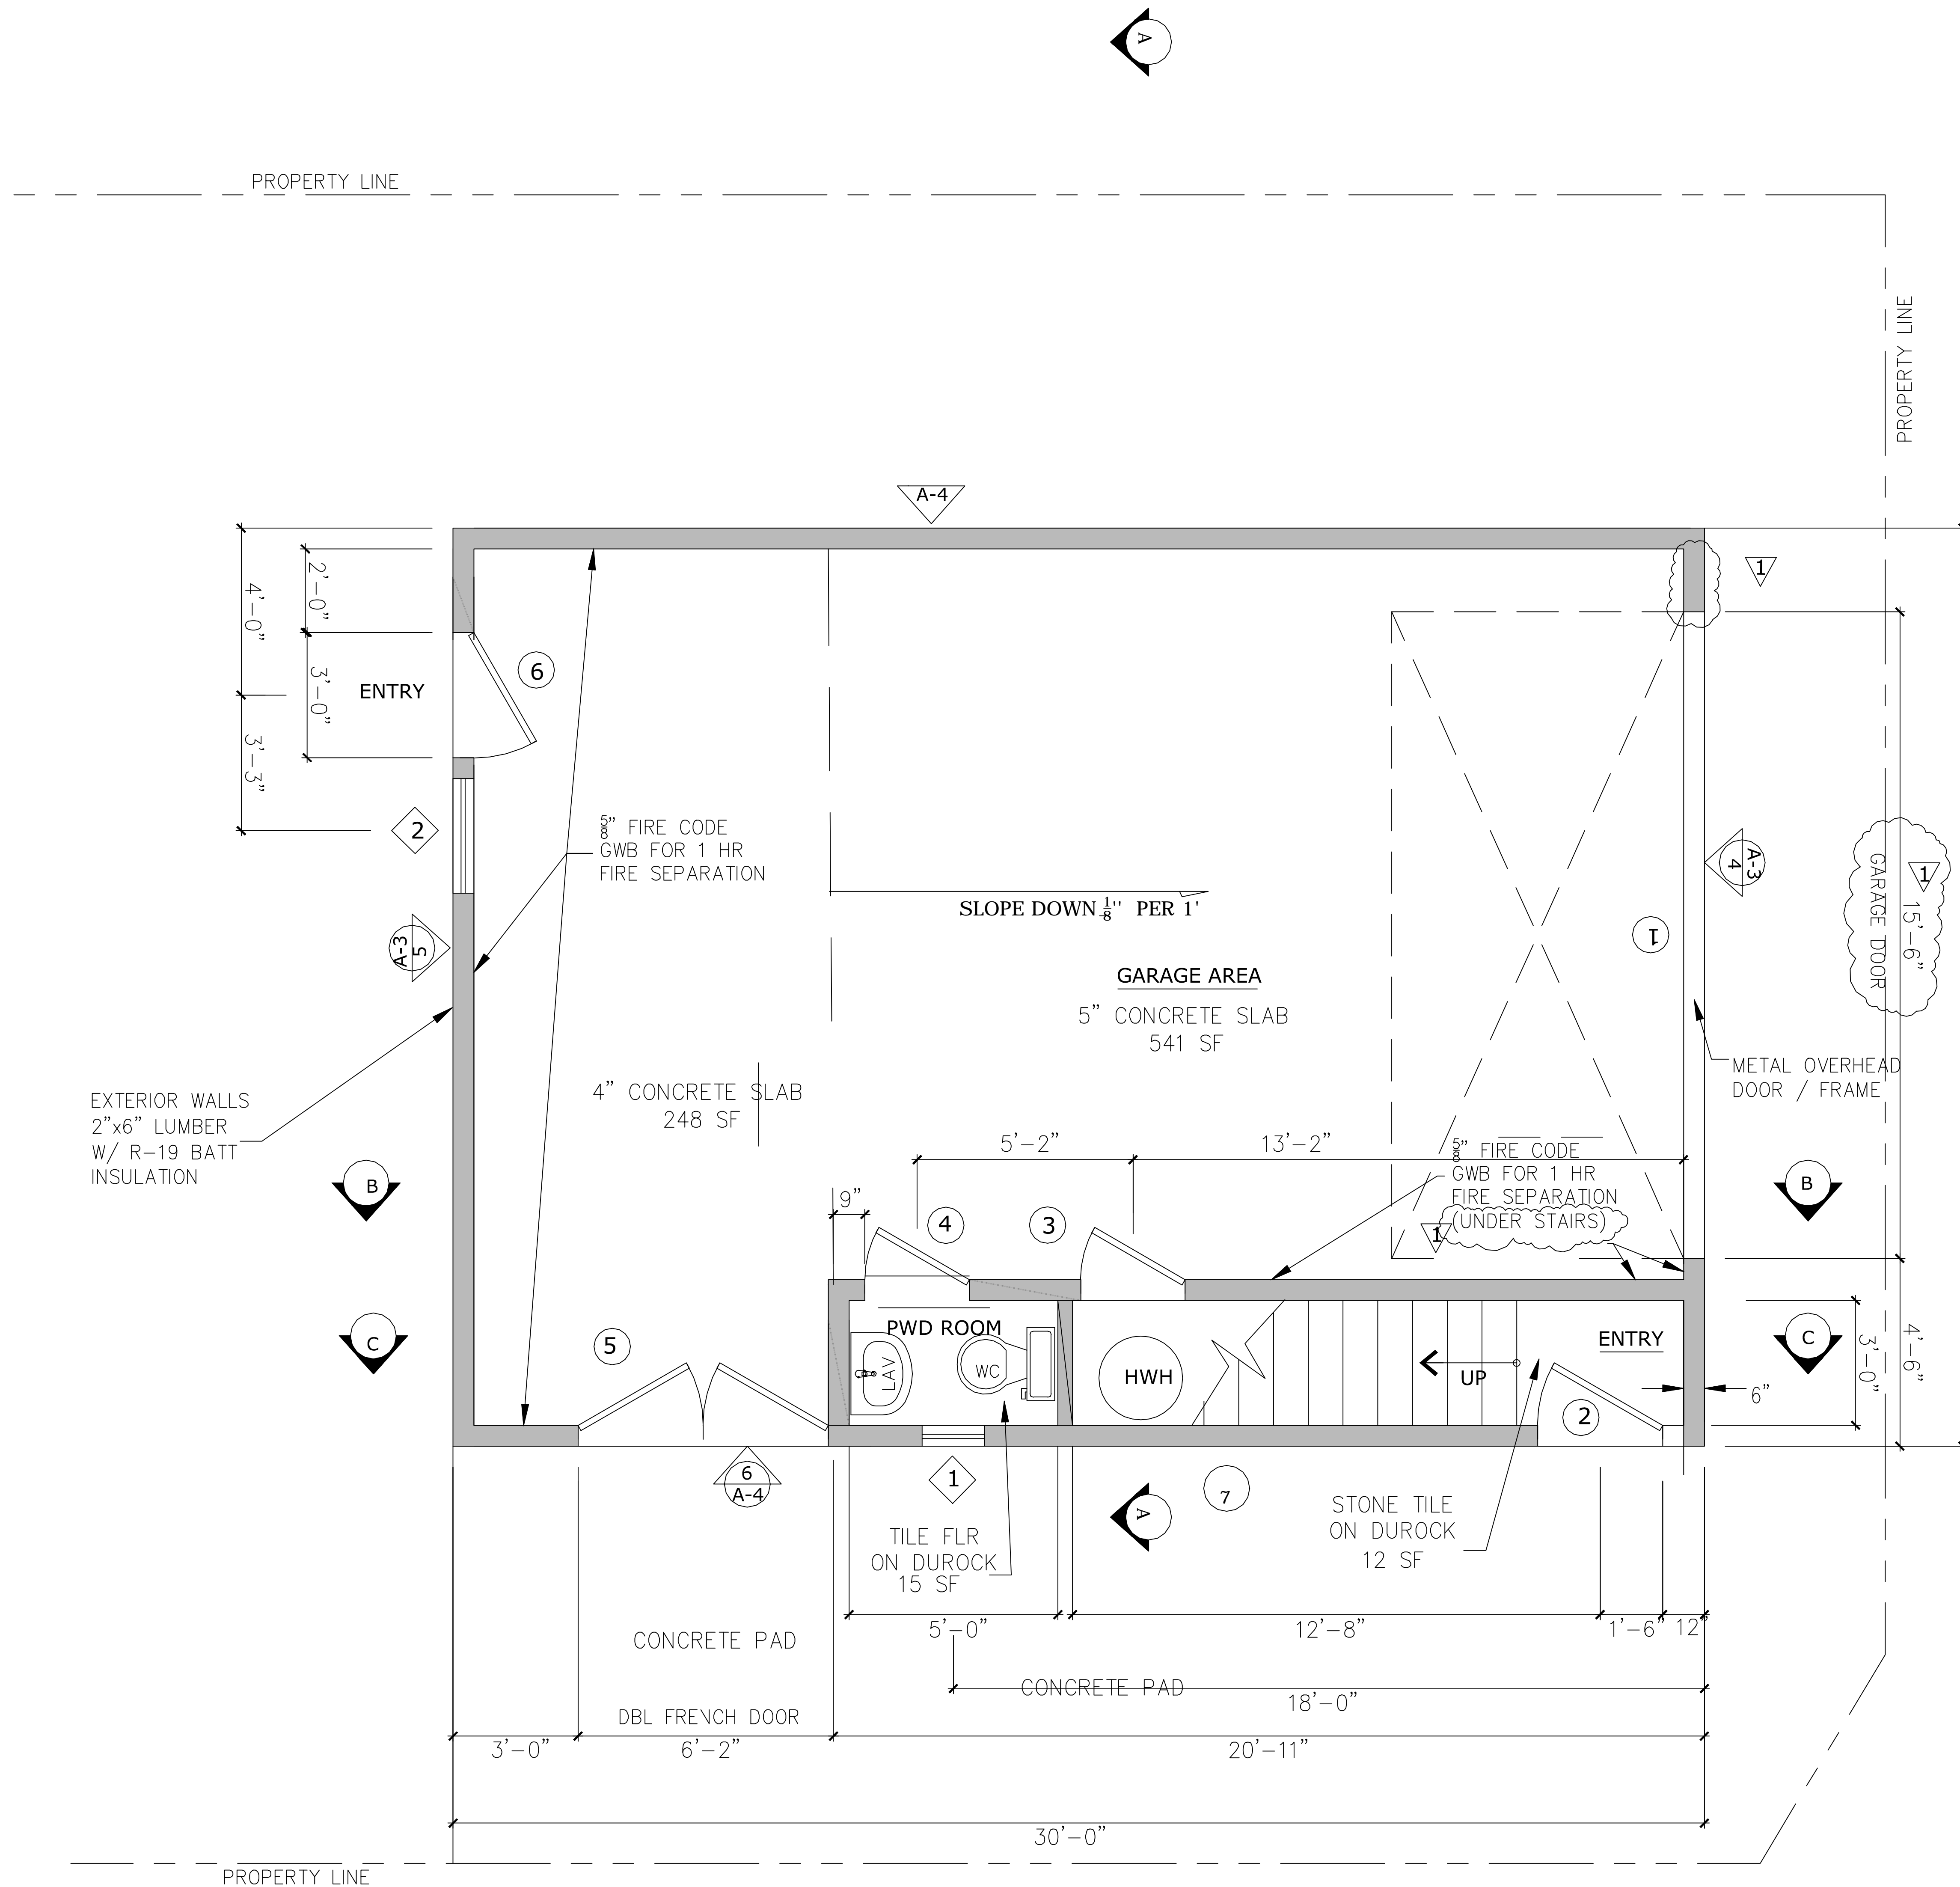 A
PROPERTY LINE
PROPERTY LINE
A-4
1
4'-0"
2'-0"
3'-0"
3'-3"
ENTRY
6
2
5/8" FIRE CODE
GWB FOR 1 HR
FIRE SEPARATION
SLOPE DOWN 1/8'' PER 1'
A-3
4
1
GARAGE DOOR
15'-6"
1
A-3
5
GARAGE AREA
5" CONCRETE SLAB
541 SF
METAL OVERHEAD
DOOR / FRAME
4" CONCRETE SLAB
248 SF
EXTERIOR WALLS
2"x6" LUMBER
W/ R-19 BATT
INSULATION
5'-2"
13'-2"
5/8" FIRE CODE
GWB FOR 1 HR
FIRE SEPARATION
(UNDER STAIRS)
1
B
B
9"
4
3
C
C
5
PWD ROOM
LAV
WC
HWH
UP
ENTRY
2
3'-0"
4'-6"
6"
6
A-4
1
A
7
TILE FLR
ON DUROCK
15 SF
STONE TILE
ON DUROCK
12 SF
5'-0"
12'-8"
1'-6"
12"
CONCRETE PAD
CONCRETE PAD
18'-0"
DBL FRENCH DOOR
3'-0"
6'-2"
20'-11"
30'-0"
PROPERTY LINE